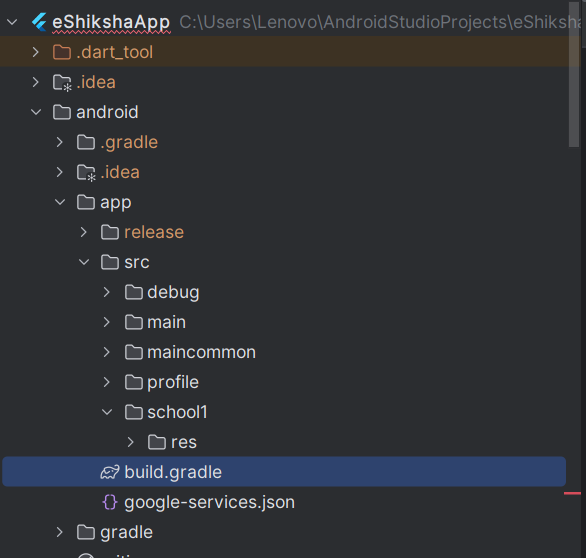 eShikshaApp C:\Users\Lenovo\AndroidStudioProjects\eShiksha
.dart_tool
.idea
android
.gradle
.idea
app
release
src
debug
main
maincommon
profile
school1
res
build.gradle
google-services.json
gradle